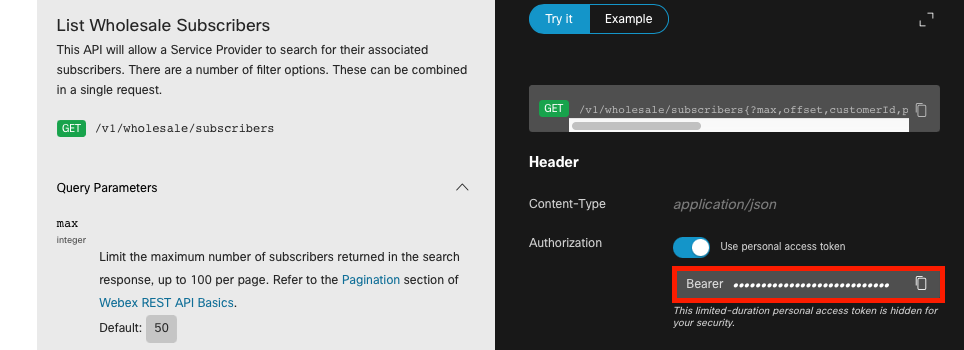 List Wholesale Subscribers
This API will allow a Service Provider to search for their associated
subscribers. There are a number of filter options. These can be combined
in a single request.
GET /v1/wholesale/subscribers
Query Parameters
max
integer
Limit the maximum number of subscribers returned in the search
response, up to 100 per page. Refer to the Pagination section of
Webex REST API Basics.
Default: 50
Try it Example
GET /v1/wholesale/subscribers{?max,offset,customerId,p
Header
Content-Type application/json
Authorization Use personal access token
Bearer ••••••••••••••••••••••••••••
This limited-duration personal access token is hidden for
your security.